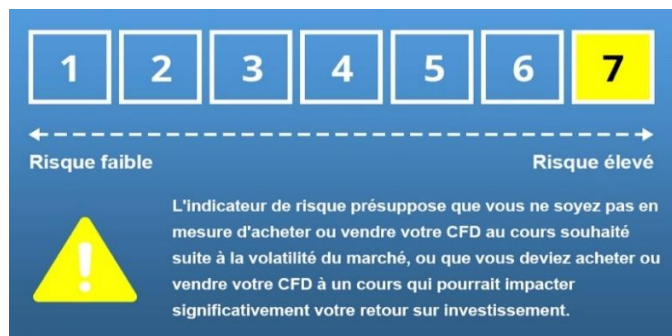 1 2 3 4 5 6 7
Risque faible Risque élevé
L'indicateur de risque présuppose que vous ne soyez pas en
mesure d'acheter ou vendre votre CFD au cours souhaité
suite à la volatilité du marché, ou que vous deviez acheter ou
vendre votre CFD à un cours qui pourrait impacter
significativement votre retour sur investissement.